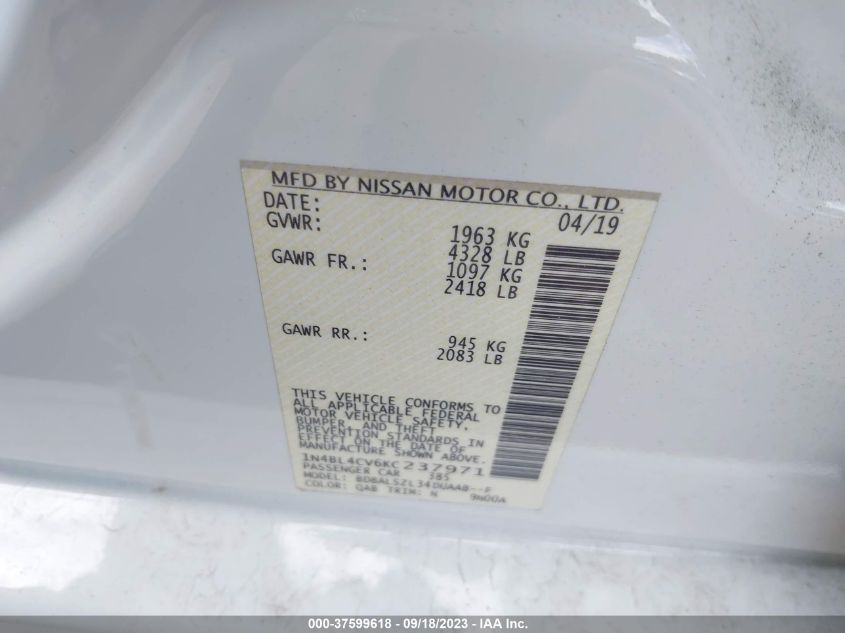 MFD BY NISSAN MOTOR CO., LTD.
DATE: 04/19
GVWR: 1963 KG
4328 LB
GAWR FR.: 1097 KG
2418 LB
GAWR RR.: 945 KG
2083 LB
THIS VEHICLE CONFORMS TO
ALL APPLICABLE FEDERAL
MOTOR VEHICLE SAFETY,
BUMPER, AND THEFT
PREVENTION STANDARDS IN
EFFECT ON THE DATE OF
MANUFACTURE SHOWN ABOVE.
1N4BL4CV6KC237971
PASSENGER CAR
MODEL:
COLOR: QAB TRIM: N
000-37599618 - 09/18/2023 - IAA Inc.